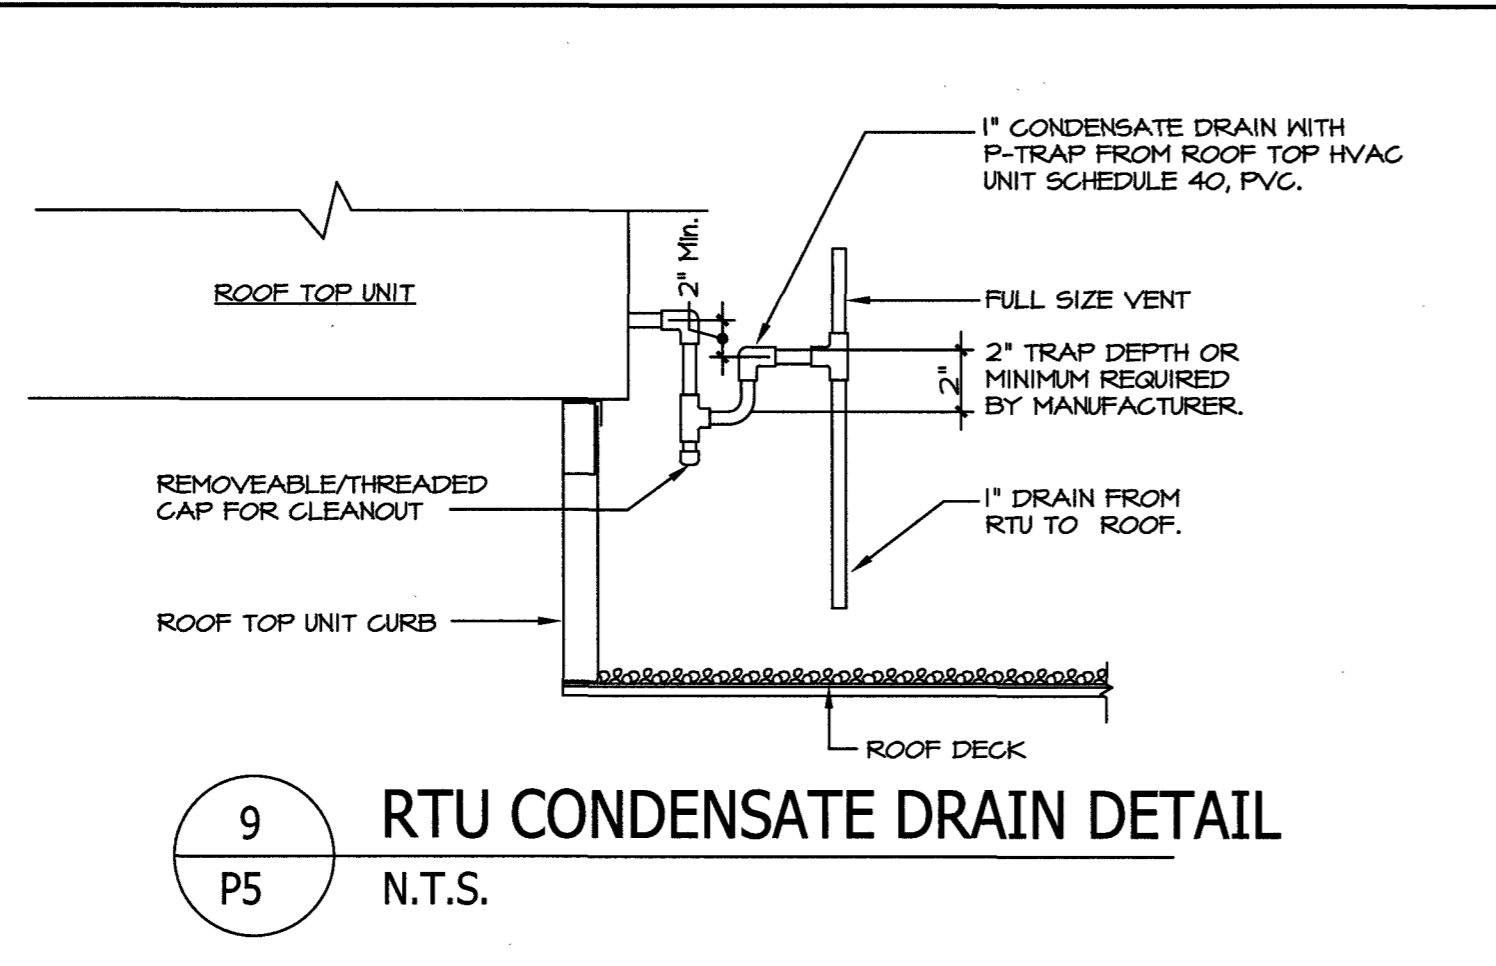 1" CONDENSATE DRAIN WITH
P-TRAP FROM ROOF TOP HVAC
UNIT SCHEDULE 40, PVC.
2" Min.
ROOF TOP UNIT
FULL SIZE VENT
2" TRAP DEPTH OR
MINIMUM REQUIRED
BY MANUFACTURER.
2"
REMOVEABLE/THREADED
CAP FOR CLEANOUT
1" DRAIN FROM
RTU TO ROOF.
ROOF TOP UNIT CURB
ROOF DECK
9
RTU CONDENSATE DRAIN DETAIL
P5
N.T.S.